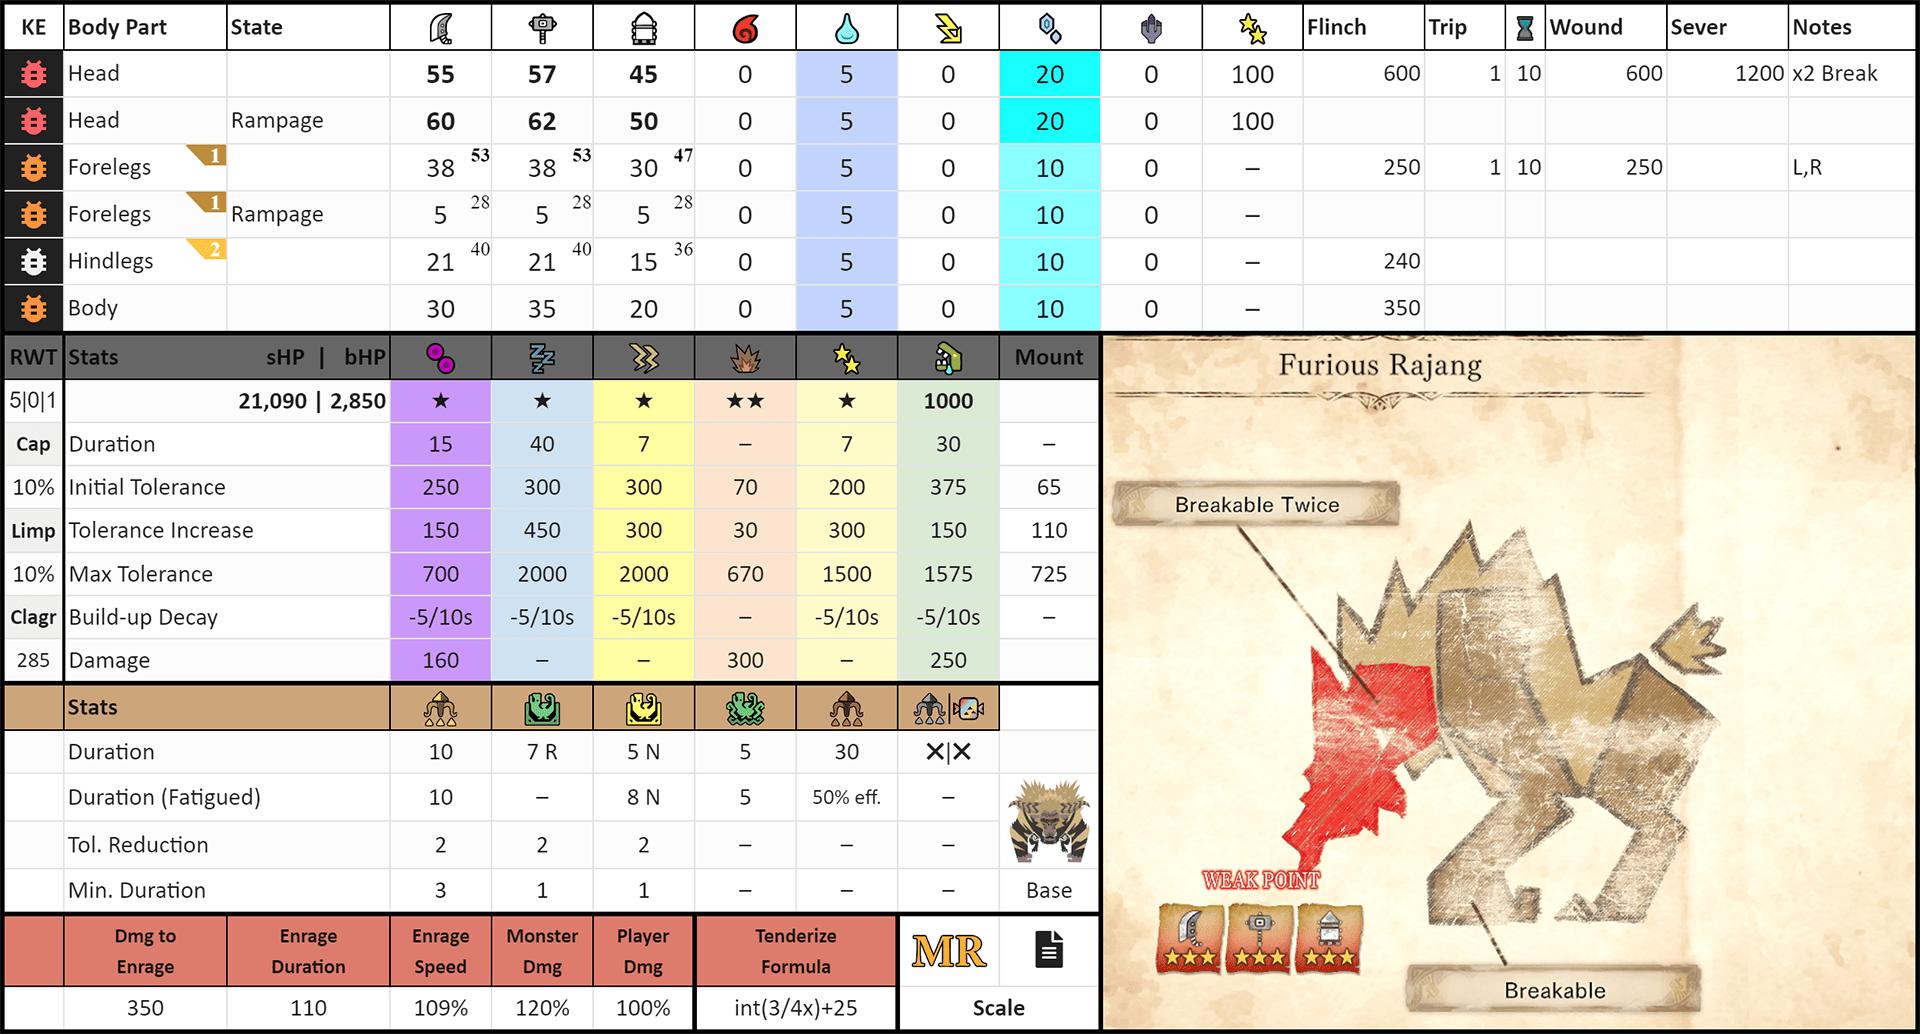 KE Body Part State Flinch Trip Wound Sever Notes
Head 55 57 45 0 5 0 20 0 100 600 1 10 600 1200 x2 Break
Head Rampage 60 62 50 0 5 0 20 0 100
Forelegs 1 38 53 38 53 30 47 0 5 0 10 0 – 250 1 10 250 L,R
Forelegs 1 Rampage 5 28 5 28 5 28 0 5 0 10 0 –
Hindlegs 2 21 40 21 40 15 36 0 5 0 10 0 – 240
Body 30 35 20 0 5 0 10 0 – 350
RWT Stats sHP | bHP Mount
5|0|1 21,090 | 2,850 ★ ★ ★ ★★ ★ 1000
Cap Duration 15 40 7 – 7 30 –
10% Initial Tolerance 250 300 300 70 200 375 65
Limp Tolerance Increase 150 450 300 30 300 150 110
10% Max Tolerance 700 2000 2000 670 1500 1575 725
Clagr Build-up Decay -5/10s -5/10s -5/10s – -5/10s -5/10s –
285 Damage 160 – – 300 – 250
Stats
Duration 10 7 R 5 N 5 30 ✕|✕
Duration (Fatigued) 10 – 8 N 5 50% eff. –
Tol. Reduction 2 2 2 – – –
Min. Duration 3 1 1 – – – Base
Dmg to Enrage Enrage Monster Player Tenderize
Enrage Duration Speed Dmg Dmg Formula MR
350 110 109% 120% 100% int(3/4x)+25 Scale
Furious Rajang
Breakable Twice
WEAK POINT
★★★ ★★★ ★★★
Breakable